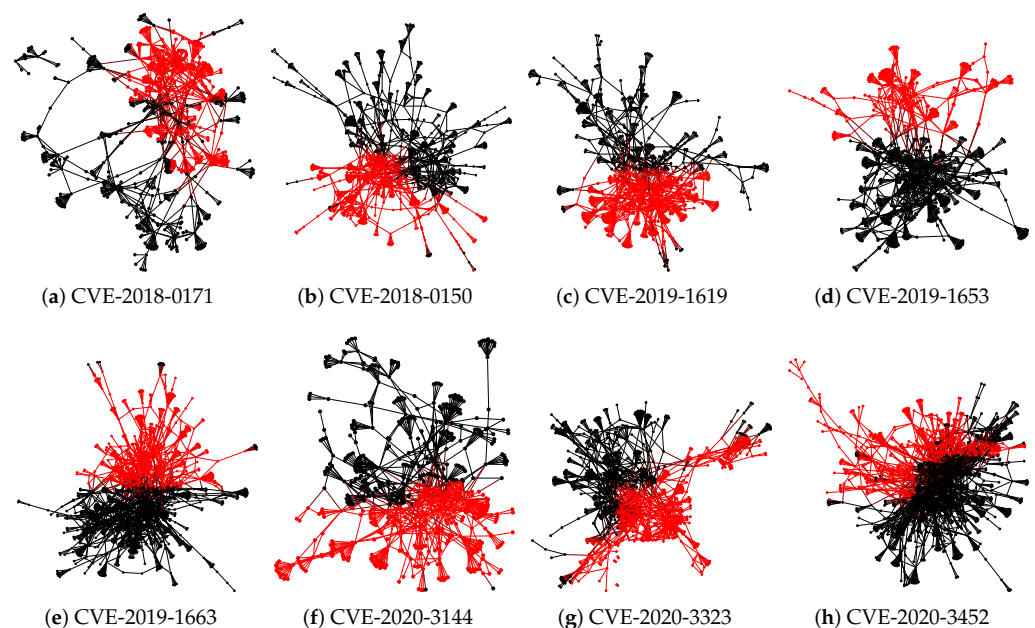 (a) CVE-2018-0171
(b) CVE-2018-0150
(c) CVE-2019-1619
(d) CVE-2019-1653
(e) CVE-2019-1663
(f) CVE-2020-3144
(g) CVE-2020-3323
(h) CVE-2020-3452